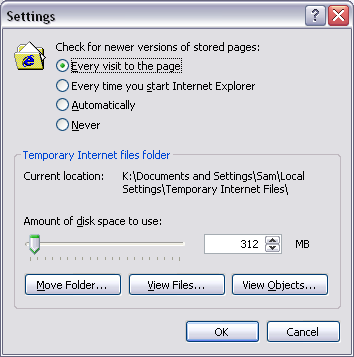 Settings
Check for newer versions of stored pages:
Every visit to the page
Every time you start Internet Explorer
Automatically
Never
Temporary Internet files folder
Current location: K:\Documents and Settings\Sam\Local
Settings\Temporary Internet Files\
Amount of disk space to use:
312 MB
Move Folder... View Files... View Objects...
OK Cancel